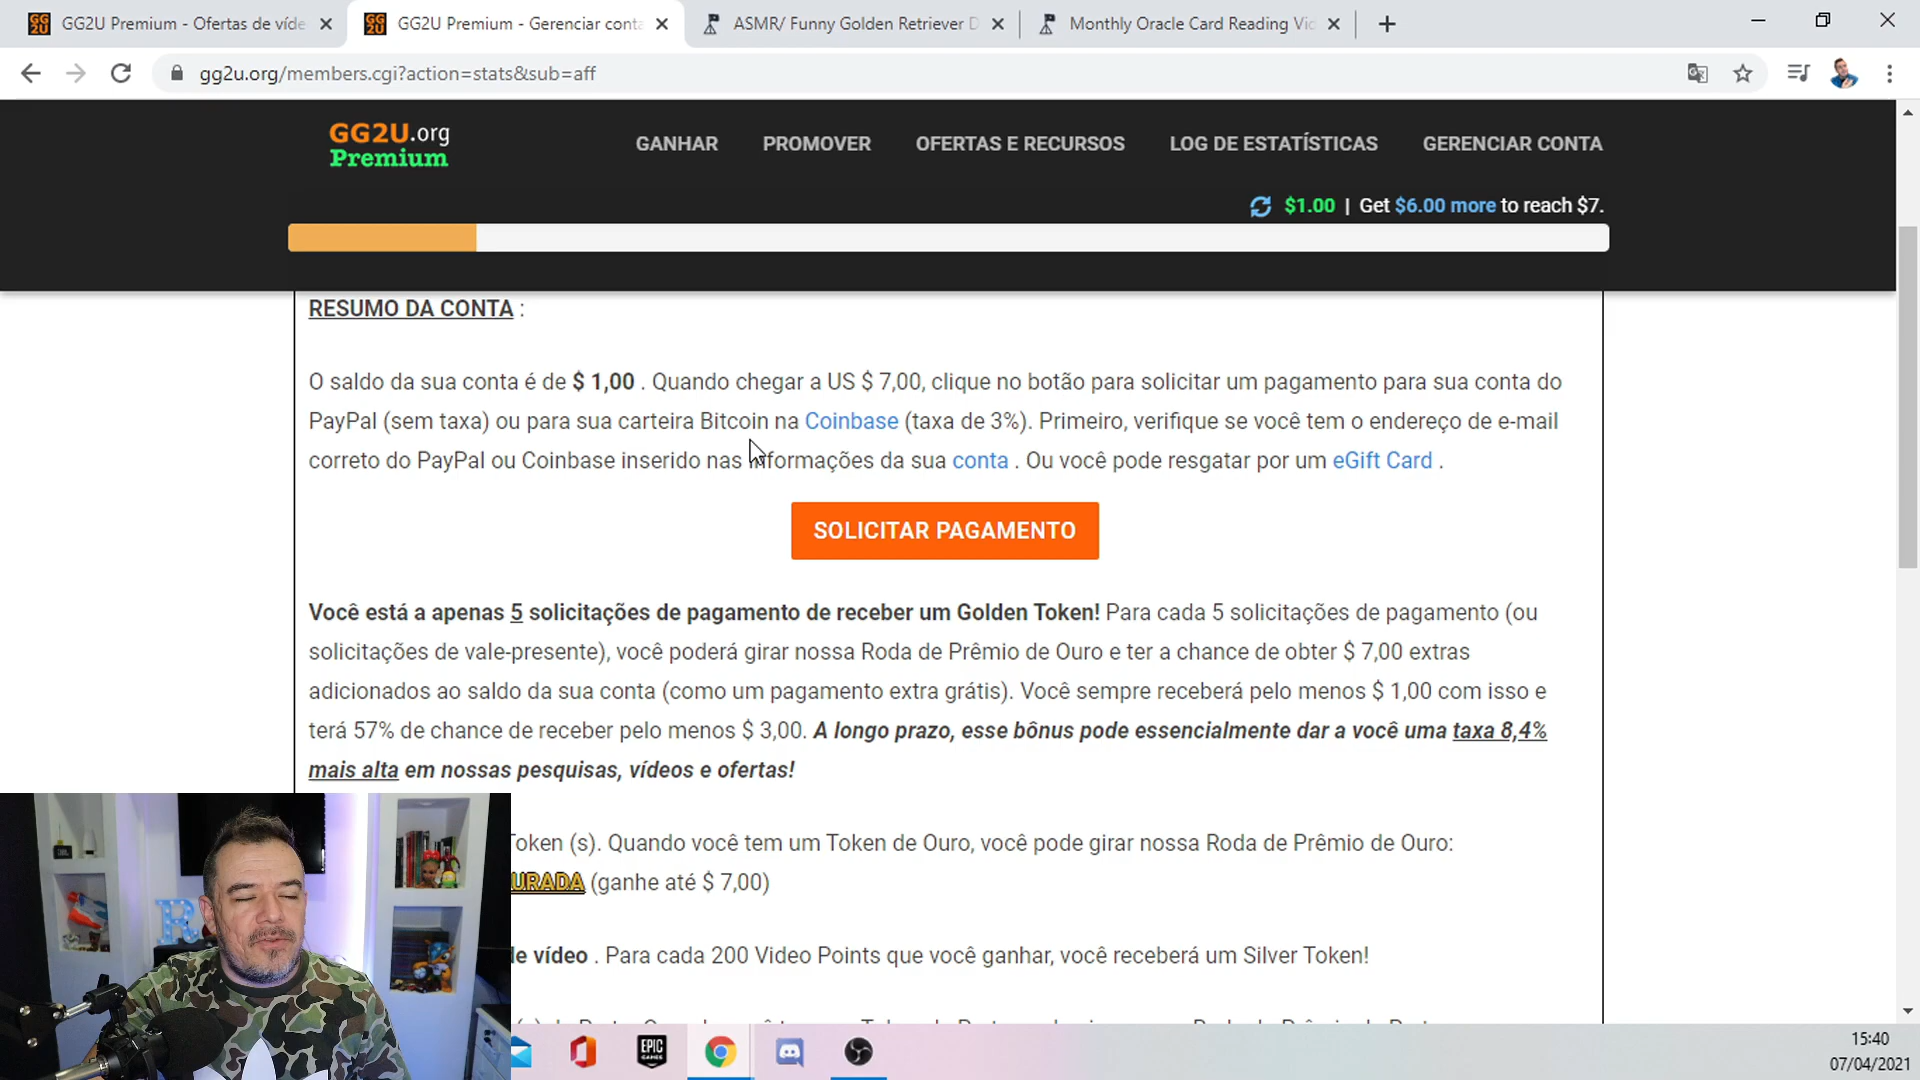 GG2U Premium - Ofertas de víde
GG2U Premium - Gerenciar conta
ASMR/ Funny Golden Retriever D
Monthly Oracle Card Reading Vic
gg2u.org/members.cgi?action=stats&sub=aff
GG2U.org
Premium
GANHAR
PROMOVER
OFERTAS E RECURSOS
LOG DE ESTATÍSTICAS
GERENCIAR CONTA
$1.00 | Get $6.00 more to reach $7.
RESUMO DA CONTA :
O saldo da sua conta é de $ 1,00 . Quando chegar a US $ 7,00, clique no botão para solicitar um pagamento para sua conta do
PayPal (sem taxa) ou para sua carteira Bitcoin na Coinbase (taxa de 3%). Primeiro, verifique se você tem o endereço de e-mail
correto do PayPal ou Coinbase inserido nas informações da sua conta . Ou você pode resgatar por um eGift Card .
SOLICITAR PAGAMENTO
Você está a apenas 5 solicitações de pagamento de receber um Golden Token! Para cada 5 solicitações de pagamento (ou
solicitações de vale-presente), você poderá girar nossa Roda de Prêmio de Ouro e ter a chance de obter $ 7,00 extras
adicionados ao saldo da sua conta (como um pagamento extra grátis). Você sempre receberá pelo menos $ 1,00 com isso e
terá 57% de chance de receber pelo menos $ 3,00. A longo prazo, esse bônus pode essencialmente dar a você uma taxa 8,4%
mais alta em nossas pesquisas, vídeos e ofertas!
Token (s). Quando você tem um Token de Ouro, você pode girar nossa Roda de Prêmio de Ouro:
URADA (ganhe até $ 7,00)
de vídeo . Para cada 200 Video Points que você ganhar, você receberá um Silver Token!
EPIC
GAMES
15:40
07/04/2021